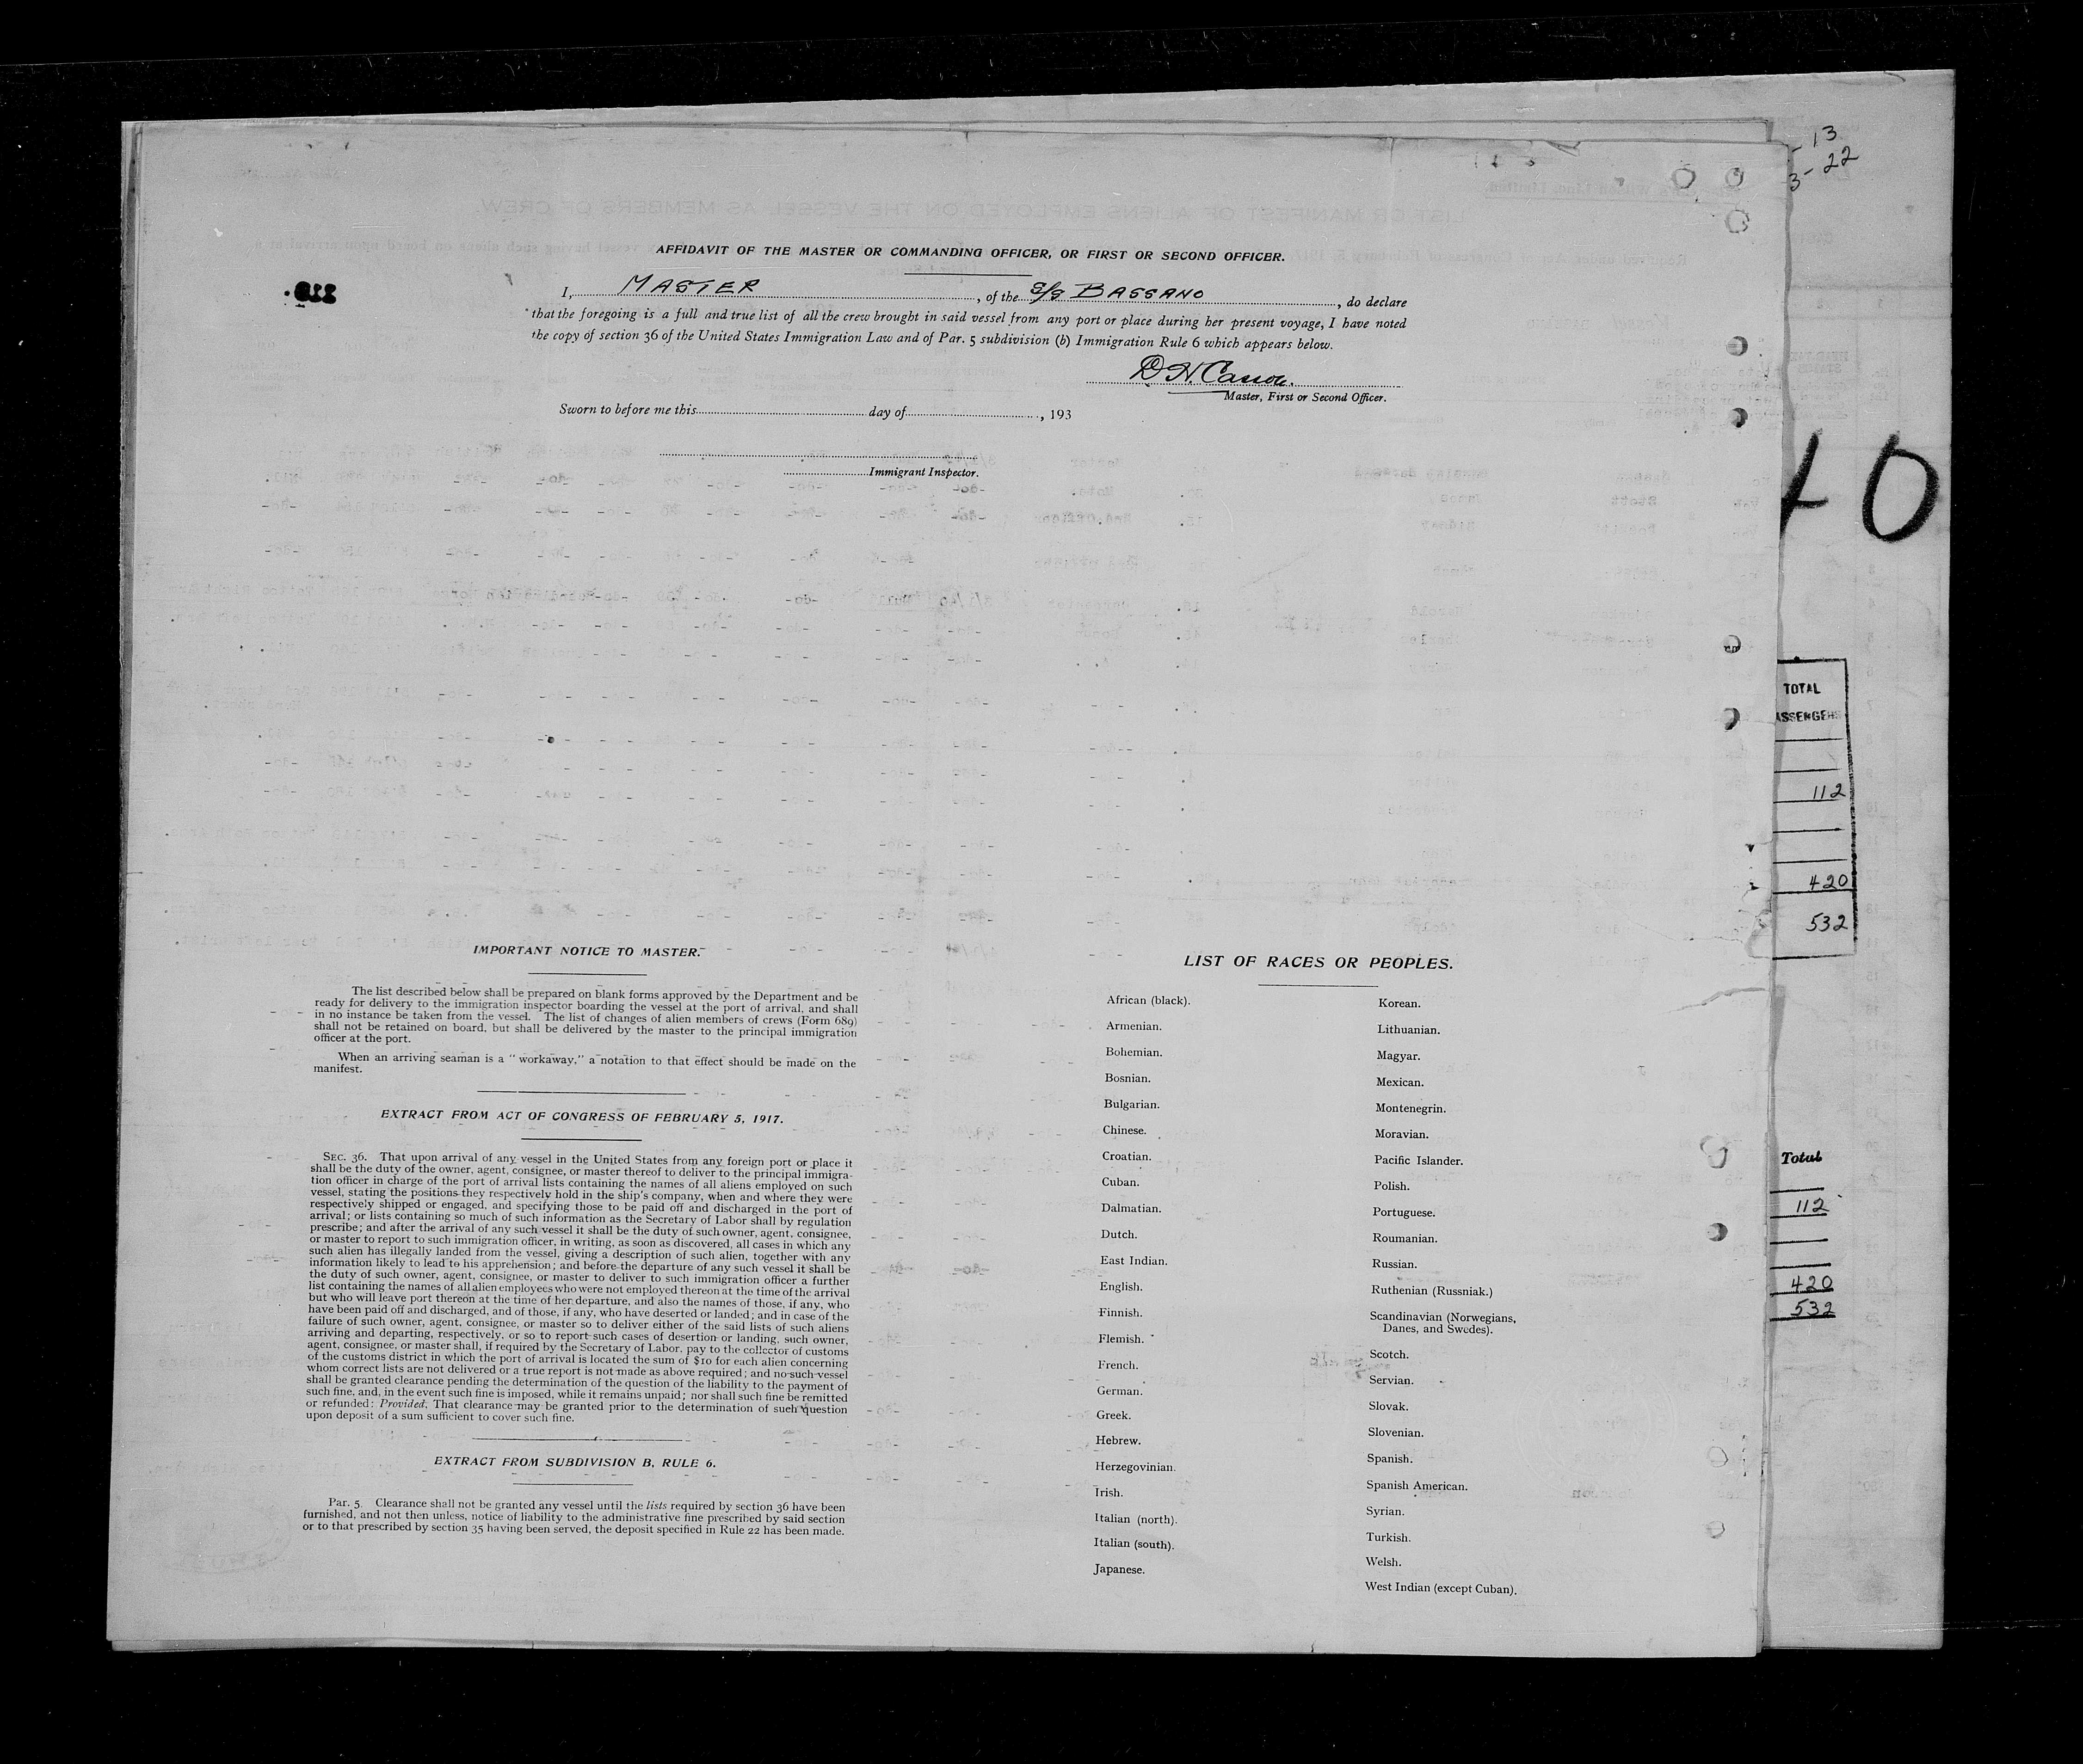 AFFIDAVIT OF THE MASTER OR COMMANDING OFFICER, OR FIRST OR SECOND OFFICER.
I, MASTER, of the S/S BASSANO, do declare
that the foregoing is a full and true list of all the crew brought in said vessel from any port or place during her present voyage, I have noted
the copy of section 36 of the United States Immigration Law and of Par. 5 subdivision (b) Immigration Rule 6 which appears below.
Master, First or Second Officer.
Sworn to before me this day of , 193
Immigrant Inspector.
IMPORTANT NOTICE TO MASTER.
The list described below shall be prepared on blank forms approved by the Department and be
ready for delivery to the immigration inspector boarding the vessel at the port of arrival, and shall
in no instance be taken from the vessel. The list of changes of alien members of crews (Form 689)
shall not be retained on board, but shall be delivered by the master to the principal immigration
officer at the port.
When an arriving seaman is a "workaway," a notation to that effect should be made on the
manifest.
EXTRACT FROM ACT OF CONGRESS OF FEBRUARY 5, 1917.
SEC. 36. That upon arrival of any vessel in the United States from any foreign port or place it
shall be the duty of the owner, agent, consignee, or master thereof to deliver to the principal immigra-
tion officer in charge of the port of arrival lists containing the names of all aliens employed on such
vessel, stating the positions they respectively hold in the ship's company, when and where they were
respectively shipped or engaged, and specifying those to be paid off and discharged in the port of
arrival; or lists containing so much of such information as the Secretary of Labor shall by regulation
prescribe; and after the arrival of any such vessel it shall be the duty of such owner, agent, consignee,
or master to report to such immigration officer, in writing, as soon as discovered, all cases in which any
such alien has illegally landed from the vessel, giving a description of such alien, together with any
information likely to lead to his apprehension; and before the departure of any such vessel it shall be
the duty of such owner, agent, consignee, or master to deliver to such immigration officer a further
list containing the names of all alien employees who were not employed thereon at the time of the arrival
but who will leave port thereon at the time of her departure, and also the names of those, if any, who
have been paid off and discharged, and of those, if any, who have deserted or landed; and in case of the
failure of such owner, agent, consignee, or master so to deliver either of the said lists of such aliens
arriving and departing, respectively, or so to report such cases of desertion or landing, such owner,
agent, consignee, or master shall, if required by the Secretary of Labor, pay to the collector of customs
of the customs district in which the port of arrival is located the sum of $10 for each alien concerning
whom correct lists are not delivered or a true report is not made as above required; and no such vessel
shall be granted clearance pending the determination of the question of the liability to the payment of
such fine, and, in the event such fine is imposed, while it remains unpaid; nor shall such fine be remitted
or refunded: Provided, That clearance may be granted prior to the determination of such question
upon deposit of a sum sufficient to cover such fine.
EXTRACT FROM SUBDIVISION B, RULE 6.
Par. 5. Clearance shall not be granted any vessel until the lists required by section 36 have been
furnished, and not then unless, notice of liability to the administrative fine prescribed by said section
or to that prescribed by section 35 having been served, the deposit specified in Rule 22 has been made.
LIST OF RACES OR PEOPLES.
African (black).
Armenian.
Bohemian.
Bosnian.
Bulgarian.
Chinese.
Croatian.
Cuban.
Dalmatian.
Dutch.
East Indian.
English.
Finnish.
Flemish.
French.
German.
Greek.
Hebrew.
Herzegovinian.
Irish.
Italian (north).
Italian (south).
Japanese.
Korean.
Lithuanian.
Magyar.
Mexican.
Montenegrin.
Moravian.
Pacific Islander.
Polish.
Portuguese.
Roumanian.
Russian.
Ruthenian (Russniak.)
Scandinavian (Norwegians,
Danes, and Swedes).
Scotch.
Servian.
Slovak.
Slovenian.
Spanish.
Spanish American.
Syrian.
Turkish.
Welsh.
West Indian (except Cuban).
- 13
3- 22
40
TOTAL
112
420
532
Total
112
420
532